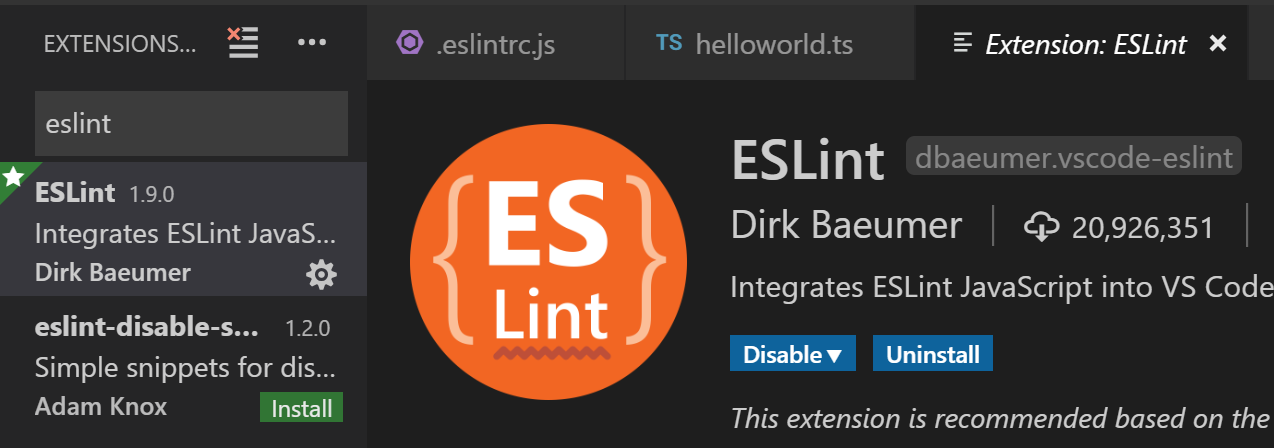 EXTENSIONS...
eslint
ESLint 1.9.0
Integrates ESLint JavaS...
Dirk Baeumer
eslint-disable-s... 1.2.0
Simple snippets for dis...
Adam Knox Install
.eslintrc.js
TS helloworld.ts
Extension: ESLint
ES
Lint
ESLint dbaeumer.vscode-eslint
Dirk Baeumer 20,926,351
Integrates ESLint JavaScript into VS Code
Disable Uninstall
This extension is recommended based on the